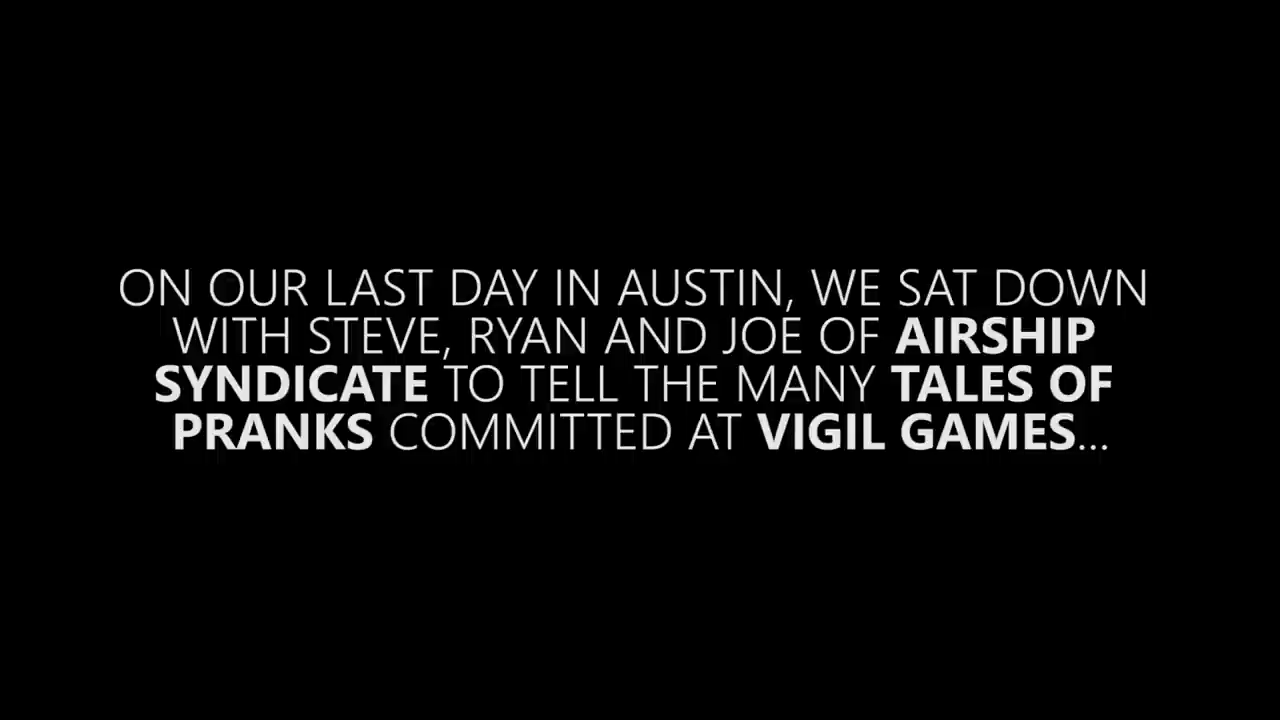 ON OUR LAST DAY IN AUSTIN, WE SAT DOWN
WITH STEVE, RYAN AND JOE OF AIRSHIP
SYNDICATE TO TELL THE MANY TALES OF
PRANKS COMMITTED AT VIGIL GAMES...